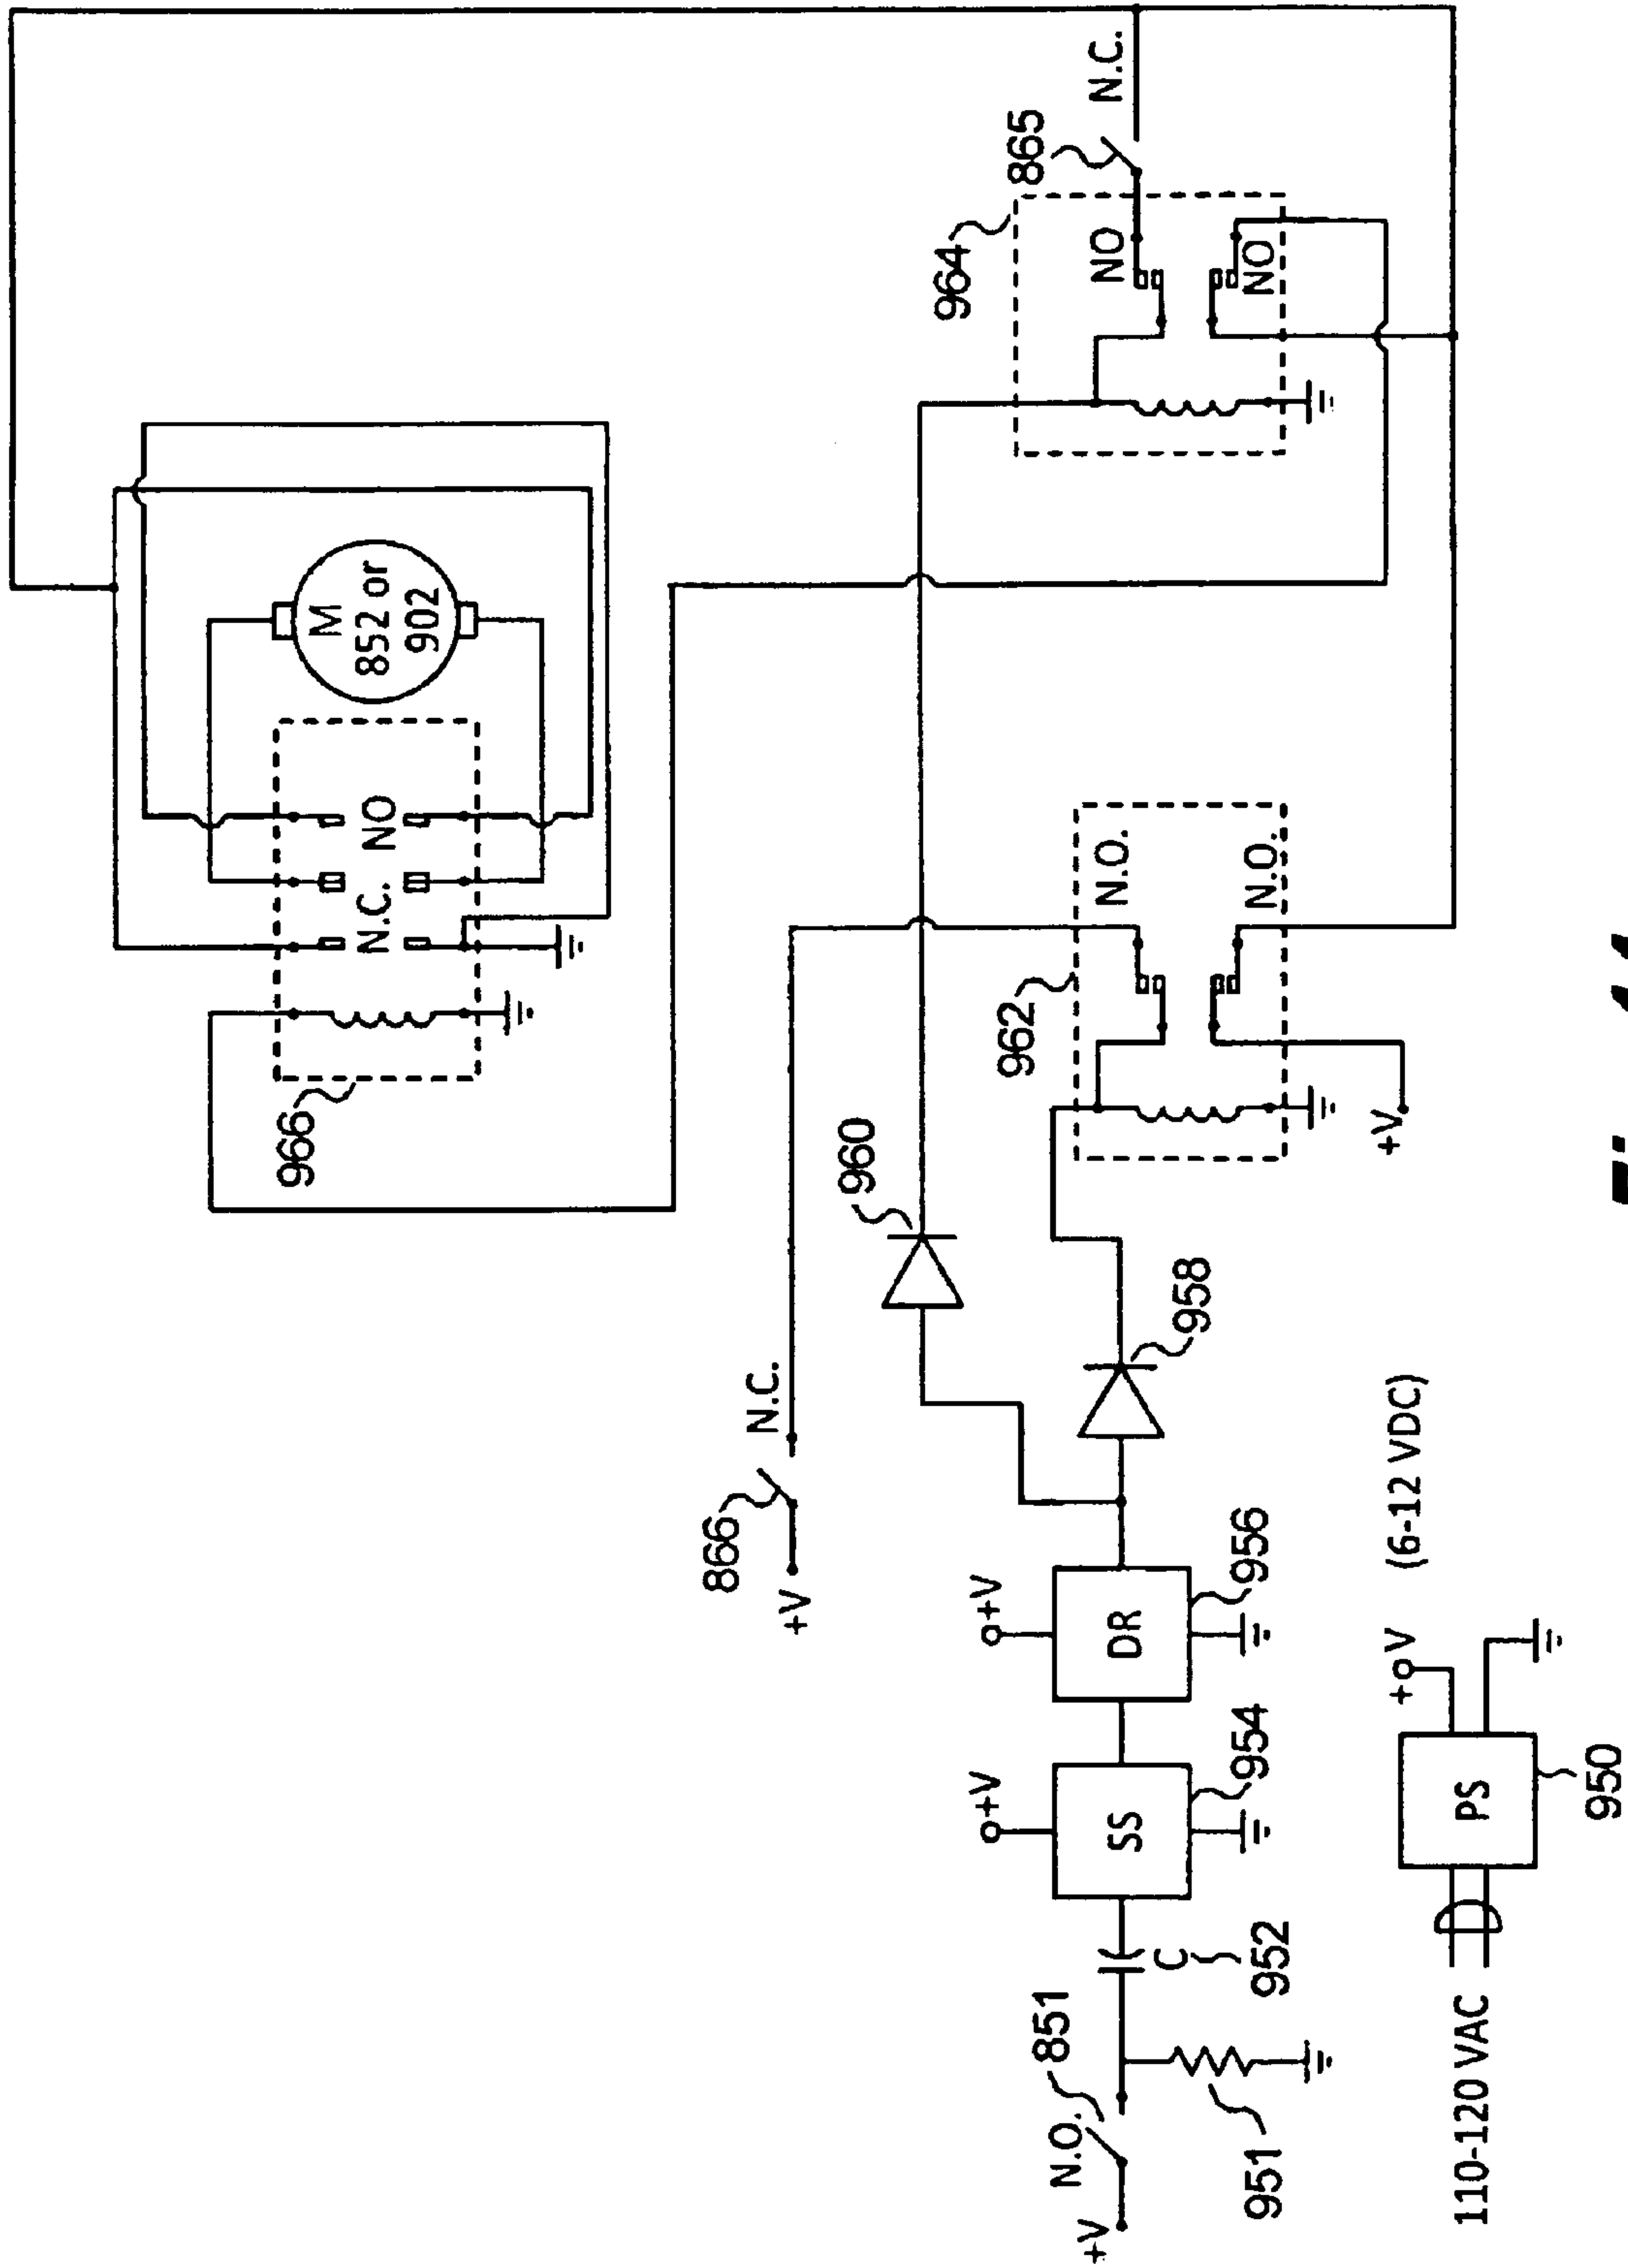 966
N.C.
NO
M
852 or
902
866
N.C.
+V
960
964
+V
+V
962
865
851
N.O.
+V
SS
DR
N.O.
NO
N.C.
C
958
951
952
954
956
N.O.
NO
+V
+V
(6-12 VDC)
110-120 VAC
PS
950